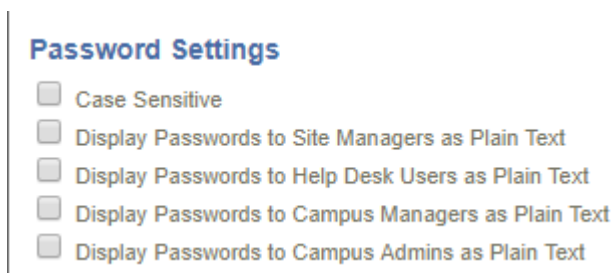 Password Settings
Case Sensitive
Display Passwords to Site Managers as Plain Text
Display Passwords to Help Desk Users as Plain Text
Display Passwords to Campus Managers as Plain Text
Display Passwords to Campus Admins as Plain Text